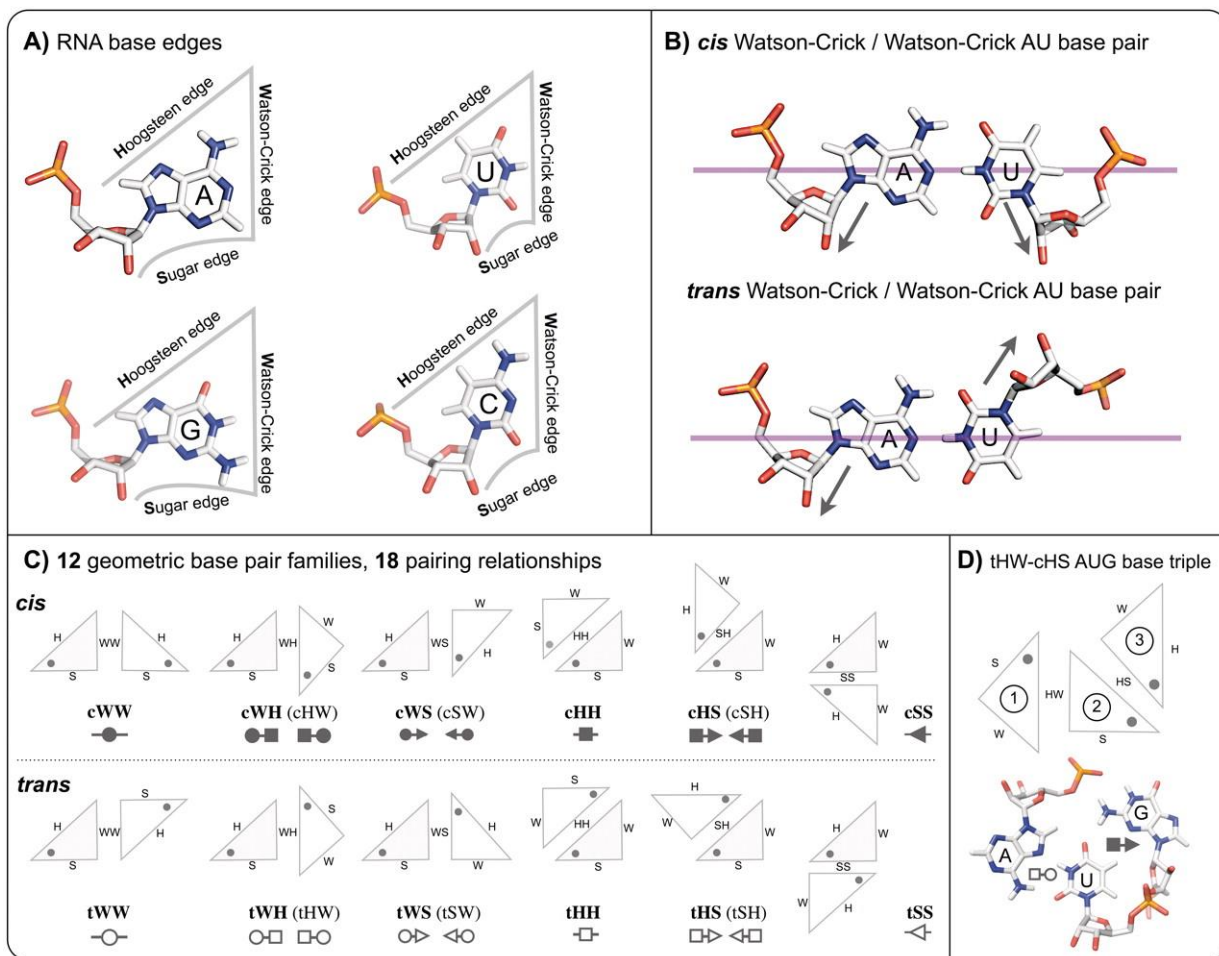 A) RNA base edges
Hoogsteen edge
Watson-Crick edge
A
Sugar edge
Hoogsteen edge
Watson-Crick edge
U
Sugar edge
Hoogsteen edge
Watson-Crick edge
G
Sugar edge
Hoogsteen edge
Watson-Crick edge
C
Sugar edge
B) cis Watson-Crick / Watson-Crick AU base pair
A
U
trans Watson-Crick / Watson-Crick AU base pair
A
U
C) 12 geometric base pair families, 18 pairing relationships
cis
H WW H
S S
H WH W
S S
H WS W
S H
W
S HH W
S
W
H SH W
S
H W
SS
H W
cWW
cWH (cHW)
cWS (cSW)
cHH
cHS (cSH)
cSS
trans
H WW S
S H
H WH S
S W
H WS H
S W
S
W HH H W
S
H
W SH W
S
H W
SS
W H
tWW
tWH (tHW)
tWS (tSW)
tHH
tHS (tSH)
tSS
D) tHW-cHS AUG base triple
W 3 H
S 1 HW 2 HS
W S
A
G
U